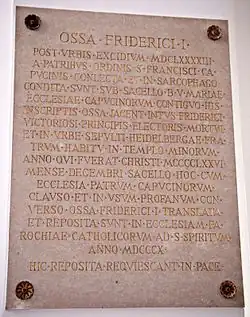 OSSA FRIDERICI I
POST VRBIS EXCIDIVM MDCLXXXXIII
A PATRIBVS ORDINIS S FRANCISCI CA
PVCINIS CONLECTA ET IN SARCOPHAGO
CONDITA SVNT SVB SACELLO B V MARIAE
ECCLESIAE CAPVCINORVM CONTIGVO HIS
INSCRIPTIS OSSA JACENT INTVS FRIDERICI
VICTORIOSI PRINCIPIS ELECTORIS MORTVI
ET IN VRBE SEPVLTI HEIDELBERGAE FRA
TRVM HABITV IN TEMPLO MINORVM
ANNO QVI FVERAT CHRISTI MCCCCLXXVI
MENSE DECEMBRI SACELLO HOC CVM
ECCLESIA PATRVM CAPVCINORVM
CLAVSO ET IN VSVM PROFANVM CON
VERSO OSSA FRIDERICI I TRANSLATA
ET REPOSITA SVNT IN ECCLESIAM PA
ROCHIAE CATHOLICORVM AD S SPIRITVM
ANNO MDCCCX
HIC REPOSITA REQVIESCANT IN PACE